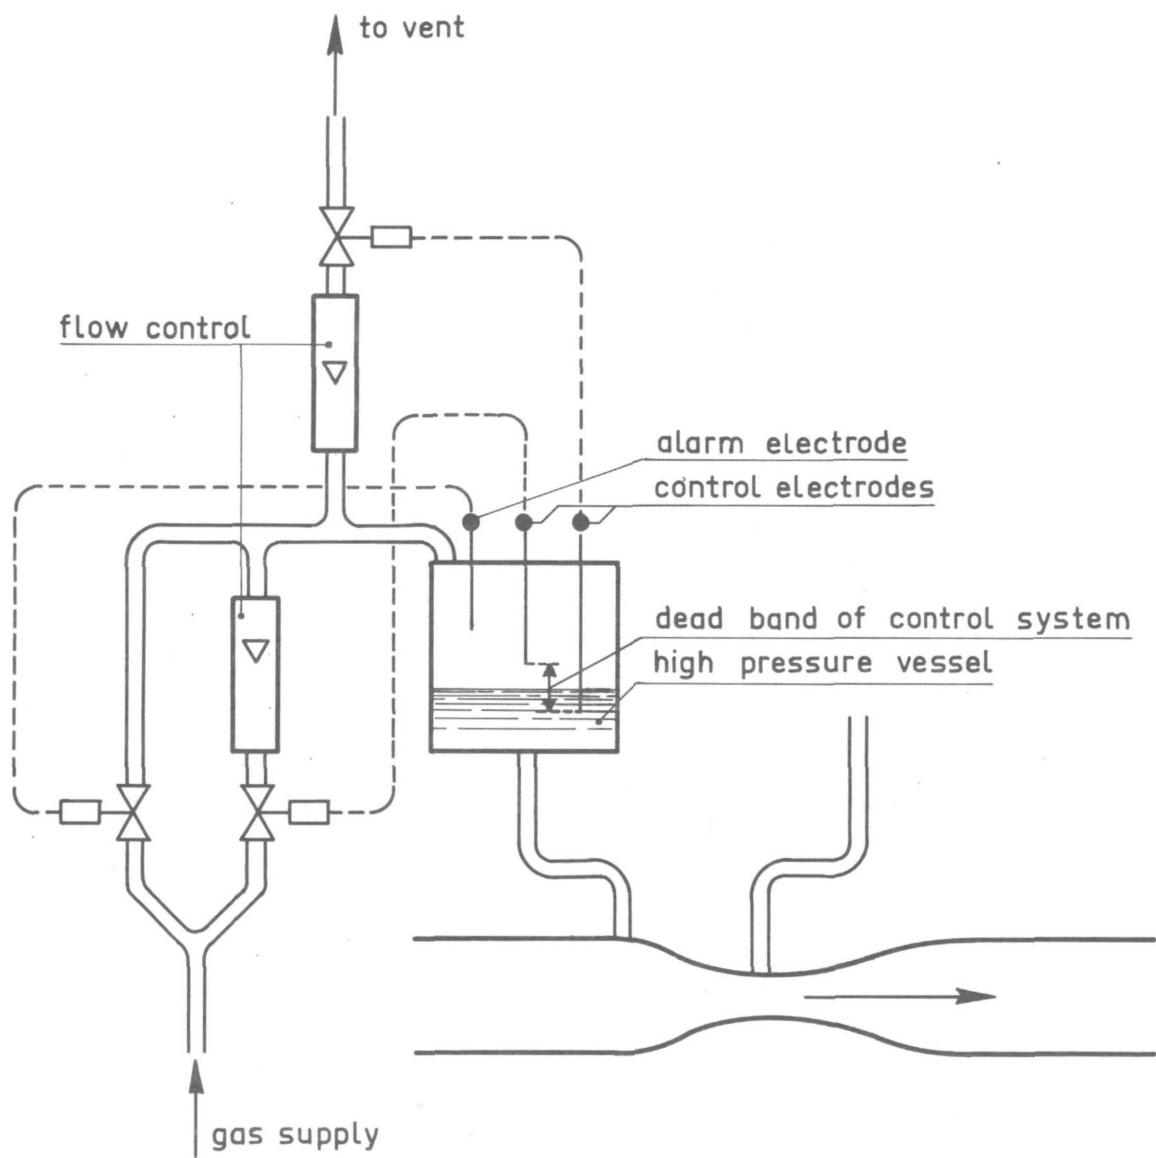 to vent
flow control
alarm electrode
control electrodes
dead band of control system
high pressure vessel
gas supply